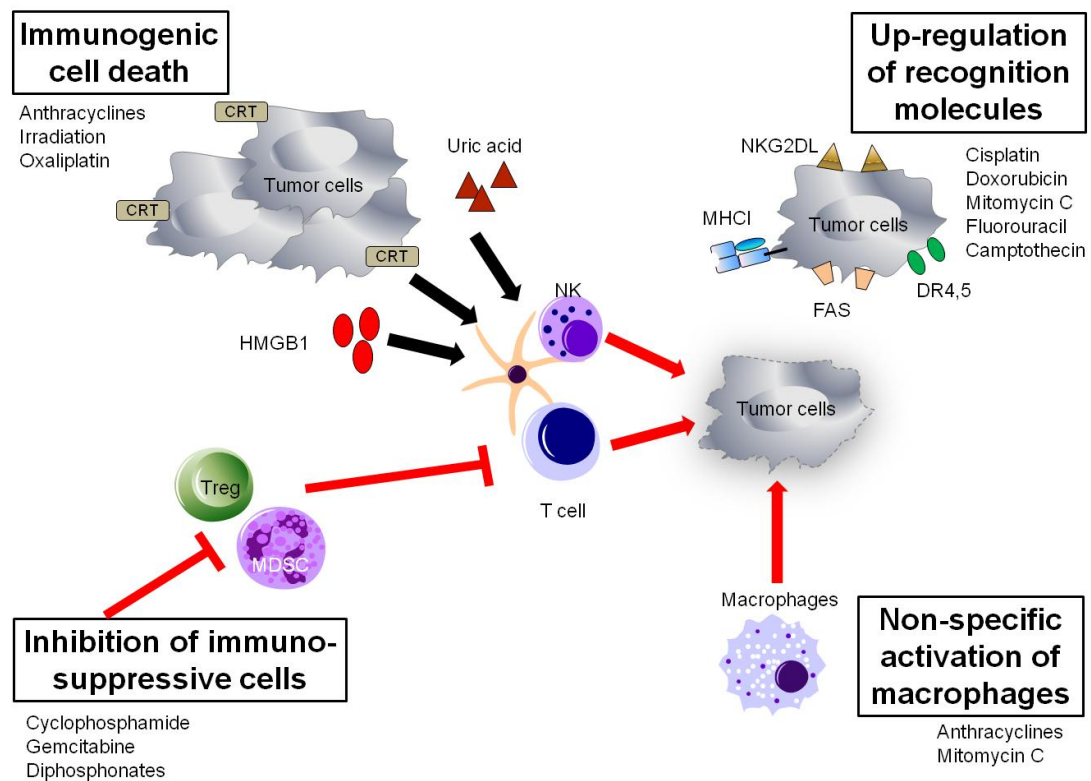 Immunogenic
cell death
Anthracyclines
Irradiation
Oxaliplatin
CRT
Tumor cells
CRT
CRT
Uric acid
HMGB1
NK
T cell
Up-regulation
of recognition
molecules
NKG2DL
Cisplatin
Doxorubicin
Mitomycin C
Fluorouracil
Camptothecin
MHCI
Tumor cells
DR4,5
FAS
Tumor cells
Treg
MDSC
Inhibition of immuno-
suppressive cells
Cyclophosphamide
Gemcitabine
Diphosphonates
Macrophages
Non-specific
activation of
macrophages
Anthracyclines
Mitomycin C